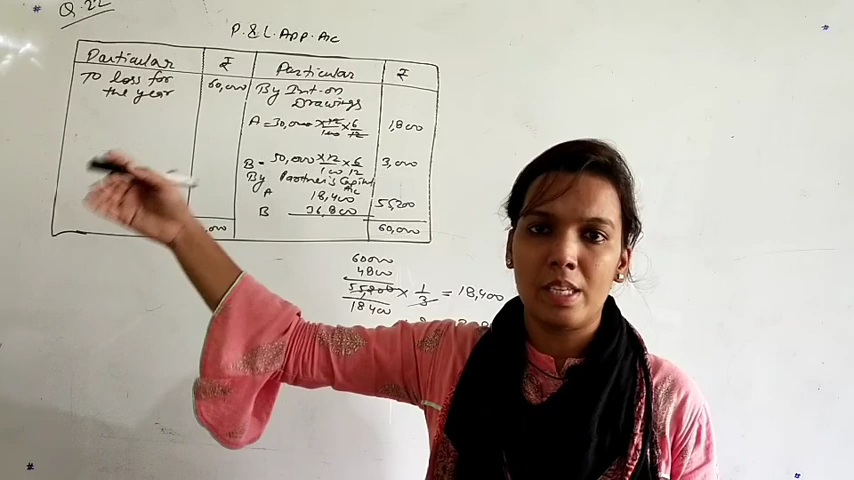 Q.22
P.&L.APP.A/c
Particular ₹ Particular ₹
To loss for the year 60,000 By Int-on Drawings
A = 30,000 × 12/100 × 6/12 1,800
B = 50,000 × 12/100 × 6/12 3,000
By Partner's Capital A/c
A 18,400
B 36,800 55,200
,000 60,000
60000
4800
55,200 × 1/3 = 18,400
18400